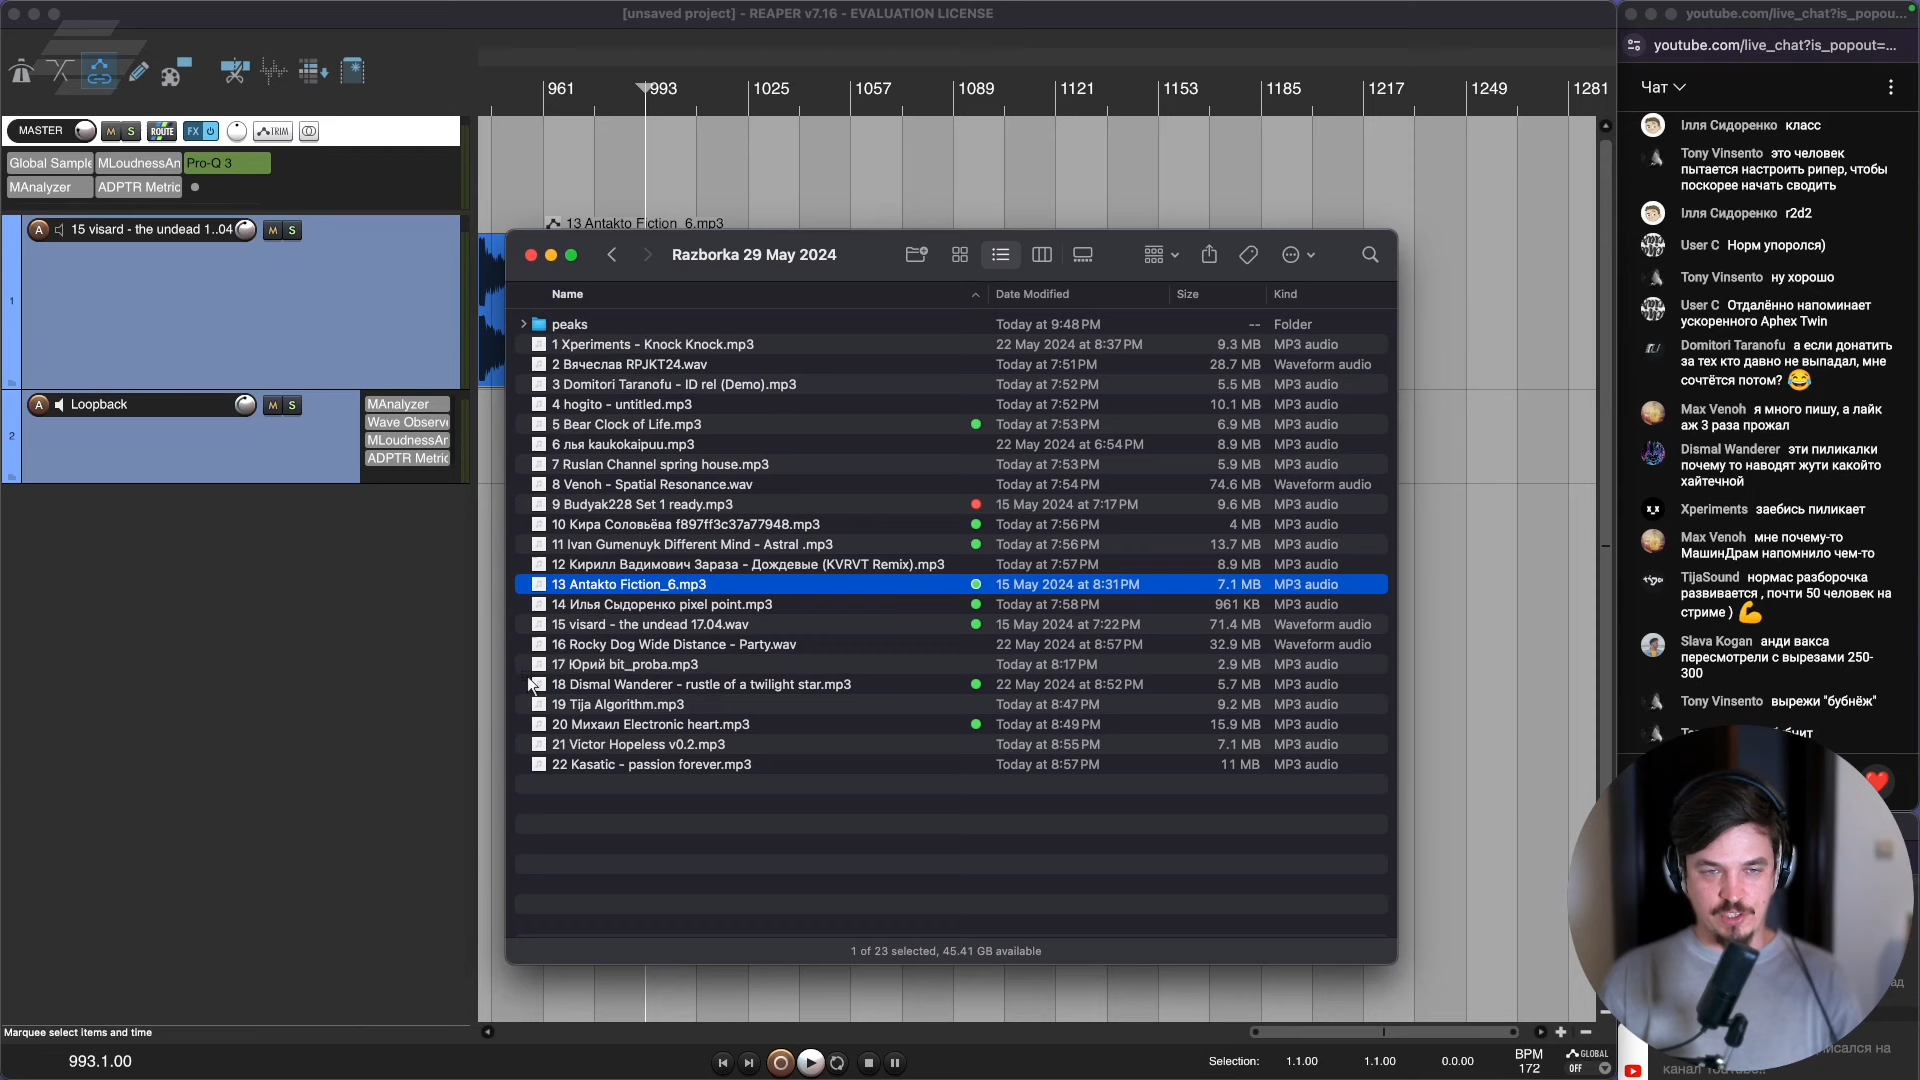 [unsaved project] - REAPER v7.16 - EVALUATION LICENSE
youtube.com/live_chat?is_popou...
youtube.com/live_chat?is_popout=...
Чат
961 993 1025 1057 1089 1121 1153 1185 1217 1249 1281
MASTER M S ROUTE FX TRIM
Global Sample MLoudnessAn Pro-Q 3
MAnalyzer ADPTR Metric
1
A 15 visard - the undead 1..04 M S
13 Antakto Fiction_6.mp3
2
A Loopback M S
MAnalyzer
Wave Observe
MLoudnessAn
ADPTR Metric
Razborka 29 May 2024
Name Date Modified Size Kind
peaks Today at 9:48 PM -- Folder
1 Xperiments - Knock Knock.mp3 22 May 2024 at 8:37 PM 9.3 MB MP3 audio
2 Вячеслав RPJKT24.wav Today at 7:51 PM 28.7 MB Waveform audio
3 Domitori Taranofu - ID rel (Demo).mp3 Today at 7:52 PM 5.5 MB MP3 audio
4 hogito - untitled.mp3 Today at 7:52 PM 10.1 MB MP3 audio
5 Bear Clock of Life.mp3 Today at 7:53 PM 6.9 MB MP3 audio
6 лья kaukokaipuu.mp3 22 May 2024 at 6:54 PM 8.9 MB MP3 audio
7 Ruslan Channel spring house.mp3 Today at 7:53 PM 5.9 MB MP3 audio
8 Venoh - Spatial Resonance.wav Today at 7:54 PM 74.6 MB Waveform audio
9 Budyak228 Set 1 ready.mp3 15 May 2024 at 7:17 PM 9.6 MB MP3 audio
10 Кира Соловьёва f897ff3c37a77948.mp3 Today at 7:56 PM 4 MB MP3 audio
11 Ivan Gumenuyk Different Mind - Astral .mp3 Today at 7:56 PM 13.7 MB MP3 audio
12 Кирилл Вадимович Зараза - Дождевые (KVRVT Remix).mp3 Today at 7:57 PM 8.9 MB MP3 audio
13 Antakto Fiction_6.mp3 15 May 2024 at 8:31 PM 7.1 MB MP3 audio
14 Илья Сыдоренко pixel point.mp3 Today at 7:58 PM 961 KB MP3 audio
15 visard - the undead 17.04.wav 15 May 2024 at 7:22 PM 71.4 MB Waveform audio
16 Rocky Dog Wide Distance - Party.wav 22 May 2024 at 8:57 PM 32.9 MB Waveform audio
17 Юрий bit_proba.mp3 Today at 8:17 PM 2.9 MB MP3 audio
18 Dismal Wanderer - rustle of a twilight star.mp3 22 May 2024 at 8:52 PM 5.7 MB MP3 audio
19 Tija Algorithm.mp3 Today at 8:47 PM 9.2 MB MP3 audio
20 Михаил Electronic heart.mp3 Today at 8:49 PM 15.9 MB MP3 audio
21 Victor Hopeless v0.2.mp3 Today at 8:55 PM 7.1 MB MP3 audio
22 Kasatic - passion forever.mp3 Today at 8:57 PM 11 MB MP3 audio
1 of 23 selected, 45.41 GB available
Ілля Сидоренко класс
Tony Vinsento это человек
пытается настроить рипер, чтобы
поскорее начать сводить
Ілля Сидоренко r2d2
User C Норм упоролся)
Tony Vinsento ну хорошо
User C Отдалённо напоминает
ускоренного Aphex Twin
Domitori Taranofu а если донатить
за тех кто давно не выпадал, мне
сочтётся потом? 😂
Max Venoh я много пишу, а лайк
аж 3 раза прожал
Dismal Wanderer эти пиликалки
почему то наводят жути какойто
хайтечной
Xperiments заебись пиликает
Max Venoh мне почему-то
МашинДрам напомнило чем-то
TijaSound нормас разборочка
развивается , почти 50 человек на
стриме ) 💪
Slava Kogan анди вакса
пересмотрели с вырезами 250-
300
Tony Vinsento вырежи "бубнёж"
исался на
канал
Marquee select items and time
993.1.00
Selection: 1.1.00 1.1.00 0.0.00
BPM
172
GLOBAL
OFF